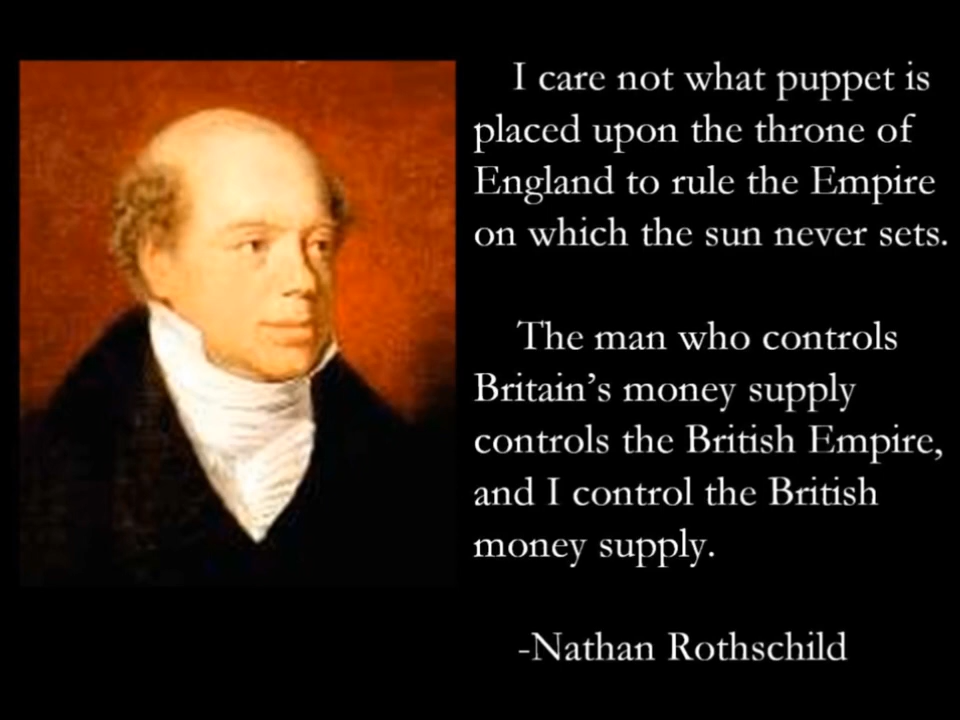 I care not what puppet is
placed upon the throne of
England to rule the Empire
on which the sun never sets.
The man who controls
Britain's money supply
controls the British Empire,
and I control the British
money supply.
-Nathan Rothschild